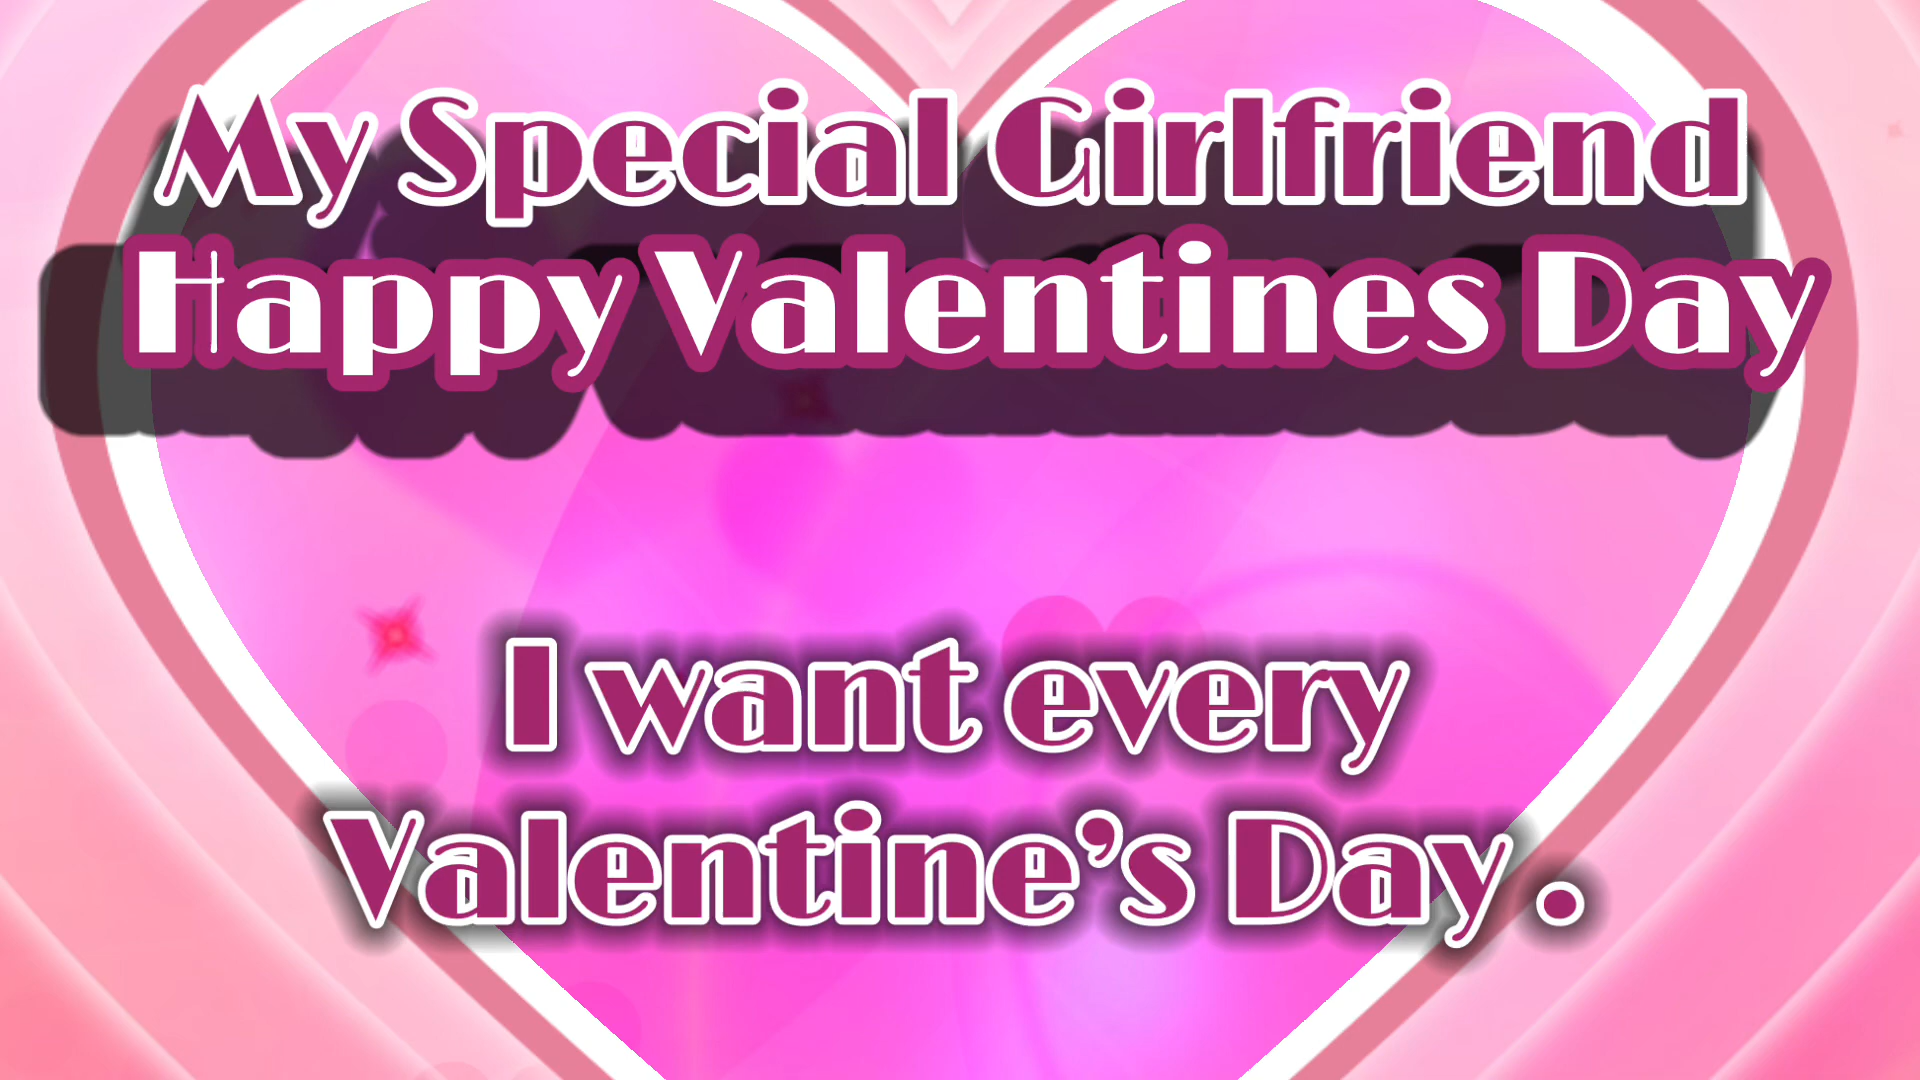 My Special Girlfriend
Happy Valentines Day
I want every
Valentine’s Day .